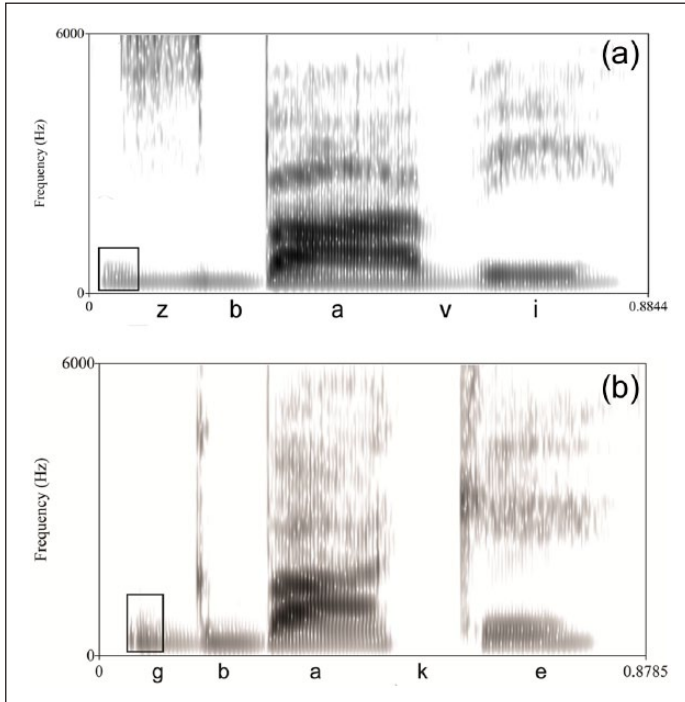 6000
(a)
Frequency (Hz)
0
0 z b a v i 0.8844
6000
(b)
Frequency (Hz)
0
0 g b a k e 0.8785